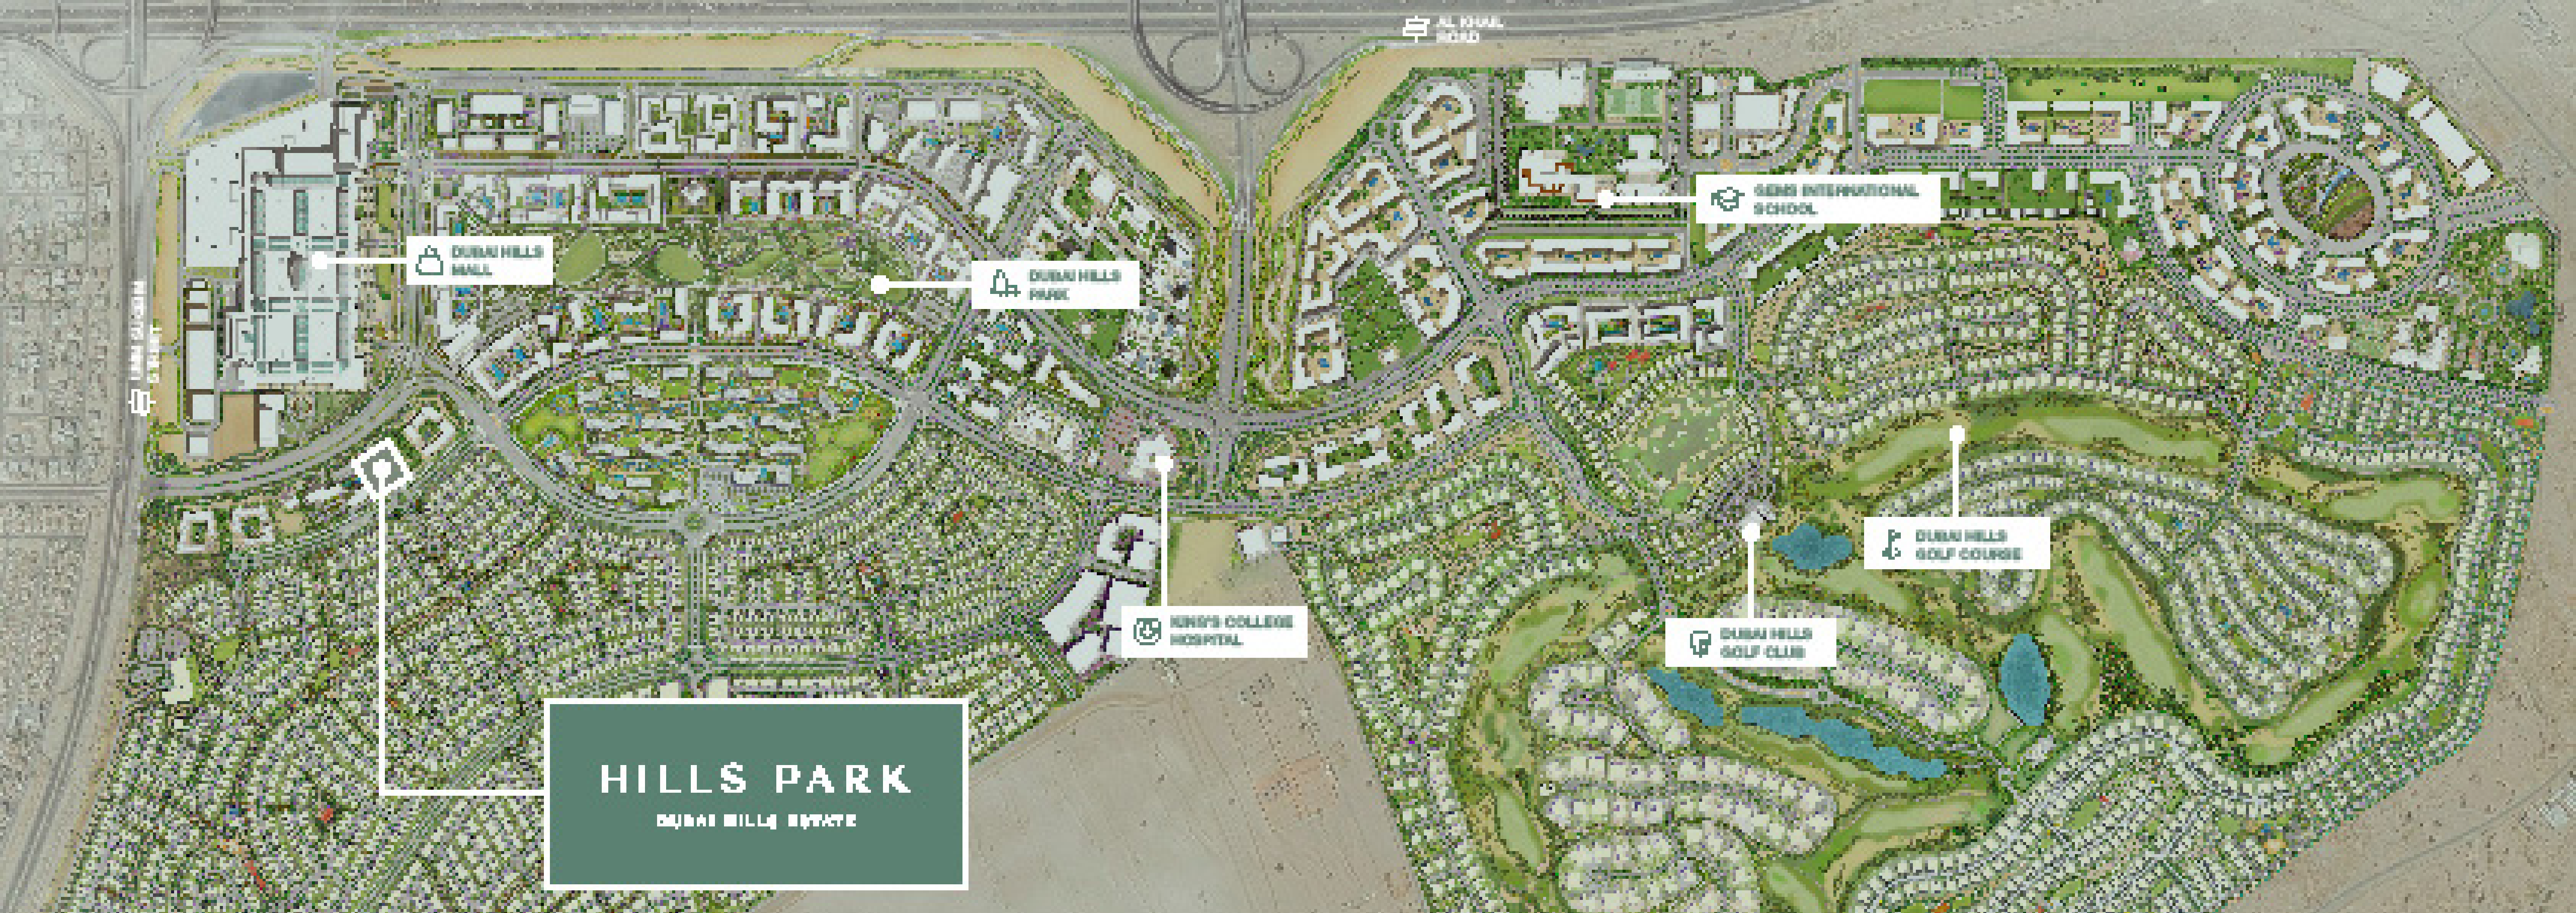 AL KHAIL
ROAD
GEMS INTERNATIONAL
SCHOOL
DUBAI HILLS
MALL
DUBAI HILLS
PARK
UMM SUQEIM
STREET
DUBAI HILLS
GOLF COURSE
KING'S COLLEGE
HOSPITAL
DUBAI HILLS
GOLF CLUB
HILLS PARK
DUBAI HILLS ESTATE